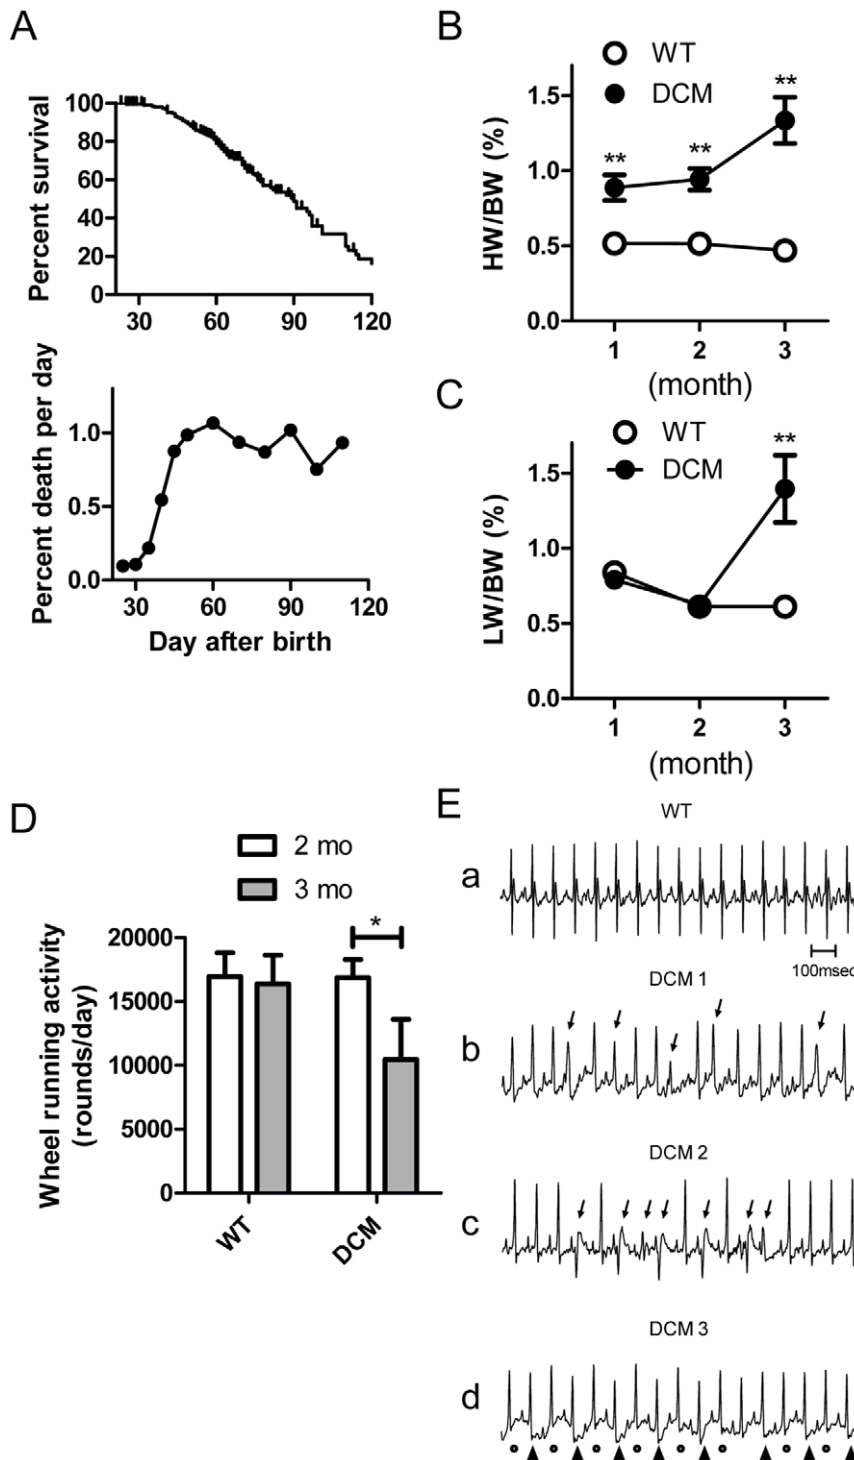 A
Percent survival
100
80
60
40
20
0
30 60 90 120
Percent death per day
1.0
0.5
0.0
30 60 90 120
Day after birth
B
WT
DCM
HW/BW (%)
1.5
1.0
0.5
0.0
** ** **
1 2 3
(month)
C
WT
DCM
LW/BW (%)
1.5
1.0
0.5
0.0
**
1 2 3
(month)
D
2 mo
3 mo
Wheel running activity
(rounds/day)
20000
15000
10000
5000
0
*
WT DCM
E
WT
a
100msec
DCM 1
b
DCM 2
c
DCM 3
d